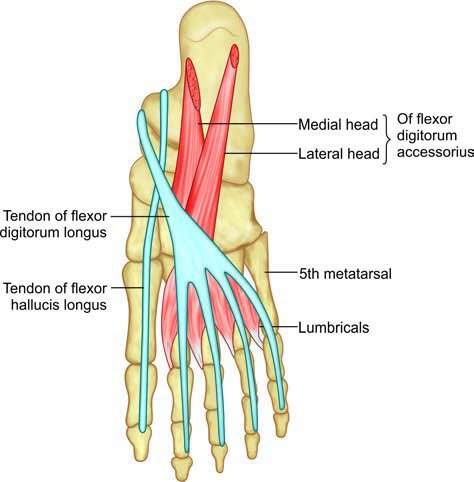 Medial head
Lateral head
Of flexor
digitorum
accessorius
Tendon of flexor
digitorum longus
Tendon of flexor
hallucis longus
5th metatarsal
Lumbricals